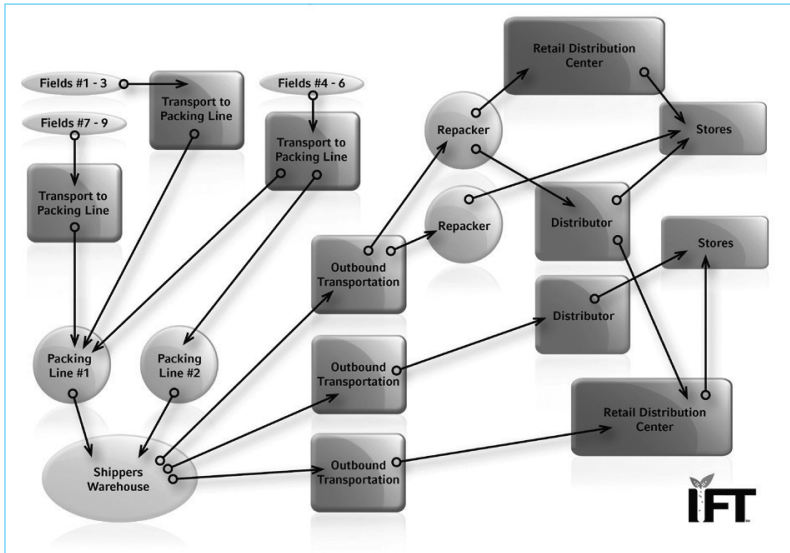 Retail Distribution
Center
Fields #1 - 3
Fields #4 - 6
Transport to
Packing Line
Fields #7 - 9
Repacker
Stores
Transport to
Packing Line
Transport to
Packing Line
Repacker
Distributor
Stores
Outbound
Transportation
Distributor
Packing
Line #1
Packing
Line #2
Outbound
Transportation
Retail Distribution
Center
Shippers
Warehouse
Outbound
Transportation
IFT